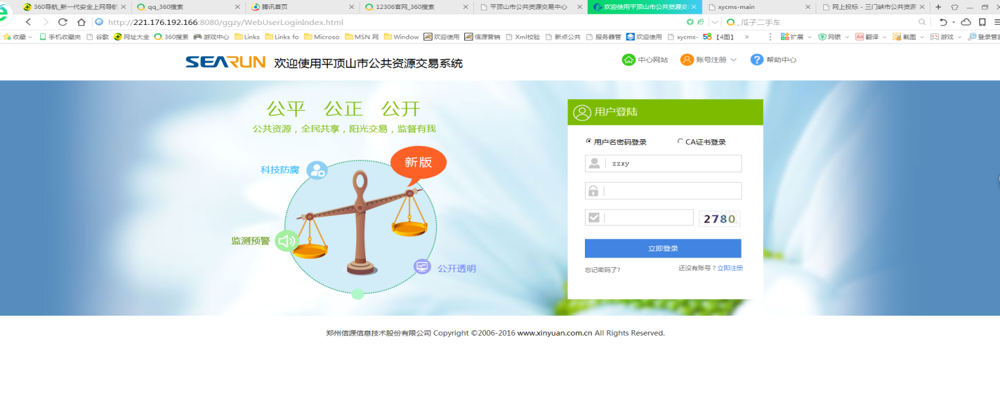 360导航_新一代安全上网导航 qq_360搜索 腾讯首页 12306官网_360搜索 平顶山市公共资源交易中心 欢迎使用平顶山市公共资源交 xycms-main 网上投标 - 三门峡市公共资源
http://221.176.192.166:8080/ggzy/WebUserLoginIndex.html 瓜子二手车
收藏 手机收藏夹 谷歌 网址大全 360搜索 游戏中心 Links Links fo Microso MSN 网 Window 欢迎使用 信源营销 Xml校验 新点公共 服务器管 欢迎使用 xycms- 58 【4图】 » 扩展 网银 翻译 截图 游戏 登录管
SEARUN 欢迎使用平顶山市公共资源交易系统 中心网站 账号注册 帮助中心
公平 公正 公开
公共资源，全民共享，阳光交易，监督有我
新版
科技防腐
监测预警
公开透明
用户登陆
用户名密码登录 CA证书登录
zzxy
2780
立即登录
忘记密码了? 还没有账号？立即注册
郑州信源信息技术股份有限公司 Copyright ©2006-2016 www.xinyuan.com.cn All Rights Reserved.